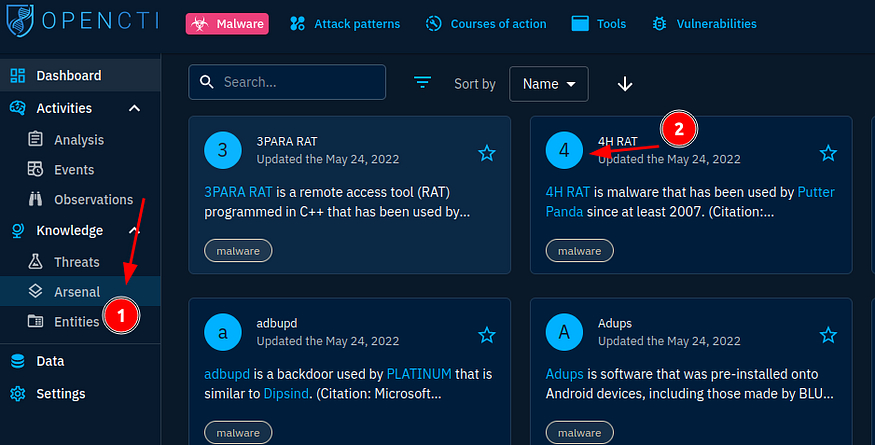 OPENCTI
Malware
Attack patterns
Courses of action
Tools
Vulnerabilities
Dashboard
Activities
Analysis
Events
Observations
Knowledge
Threats
Arsenal
Entities
Data
Settings
1
Search...
Sort by
Name
3
3PARA RAT
Updated the May 24, 2022
3PARA RAT is a remote access tool (RAT)
programmed in C++ that has been used by...
malware
2
4
4H RAT
Updated the May 24, 2022
4H RAT is malware that has been used by Putter
Panda since at least 2007. (Citation:...
malware
a
adbupd
Updated the May 24, 2022
adbupd is a backdoor used by PLATINUM that is
similar to Dipsind. (Citation: Microsoft...
malware
A
Adups
Updated the May 24, 2022
Adups is software that was pre-installed onto
Android devices, including those made by BLU...
malware